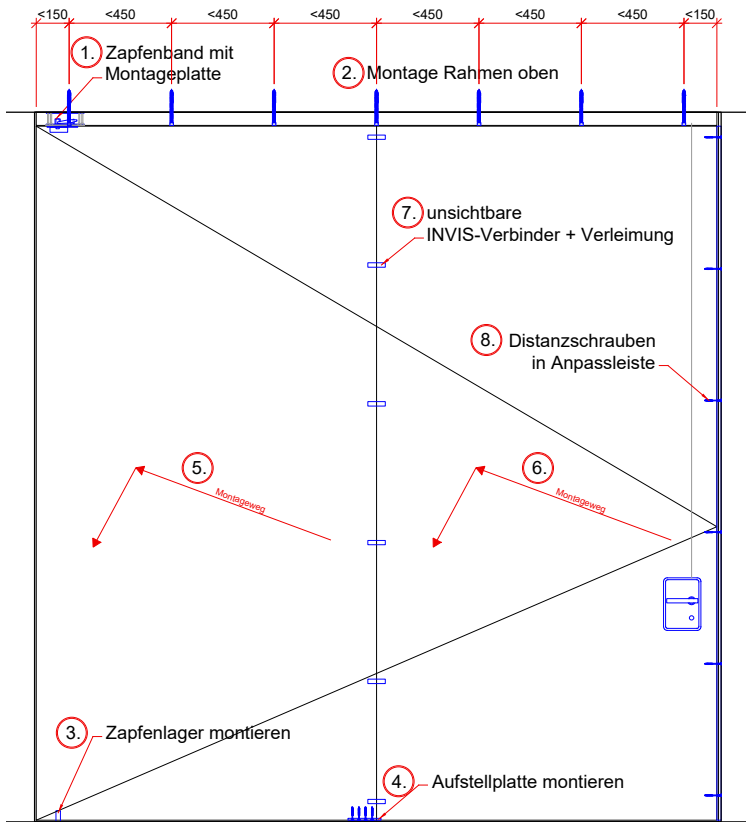 <150 <450 <450 <450 <450 <450 <450 <150
1. Zapfenband mit
Montageplatte
2. Montage Rahmen oben
7. unsichtbare
INVIS-Verbinder + Verleimung
8. Distanzschrauben
in Anpassleiste
5.
Montageweg
6.
Montageweg
3. Zapfenlager montieren
4. Aufstellplatte montieren